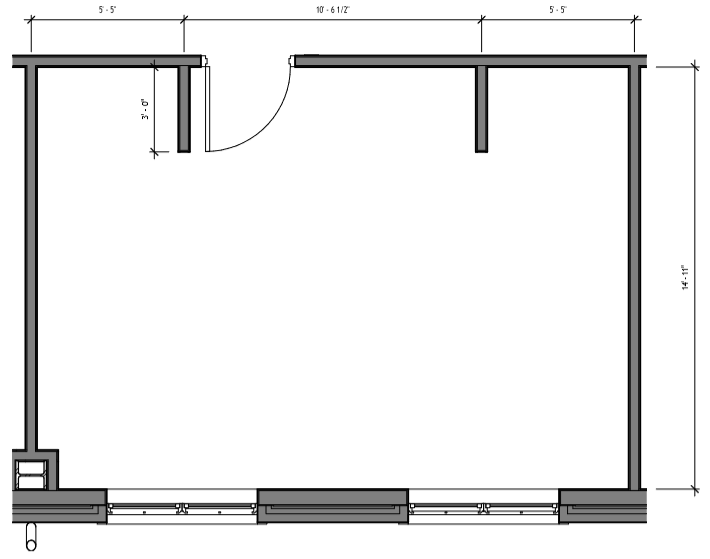 5' - 5"
10' - 6 1/2"
5' - 5"
3' - 0"
14' - 11"